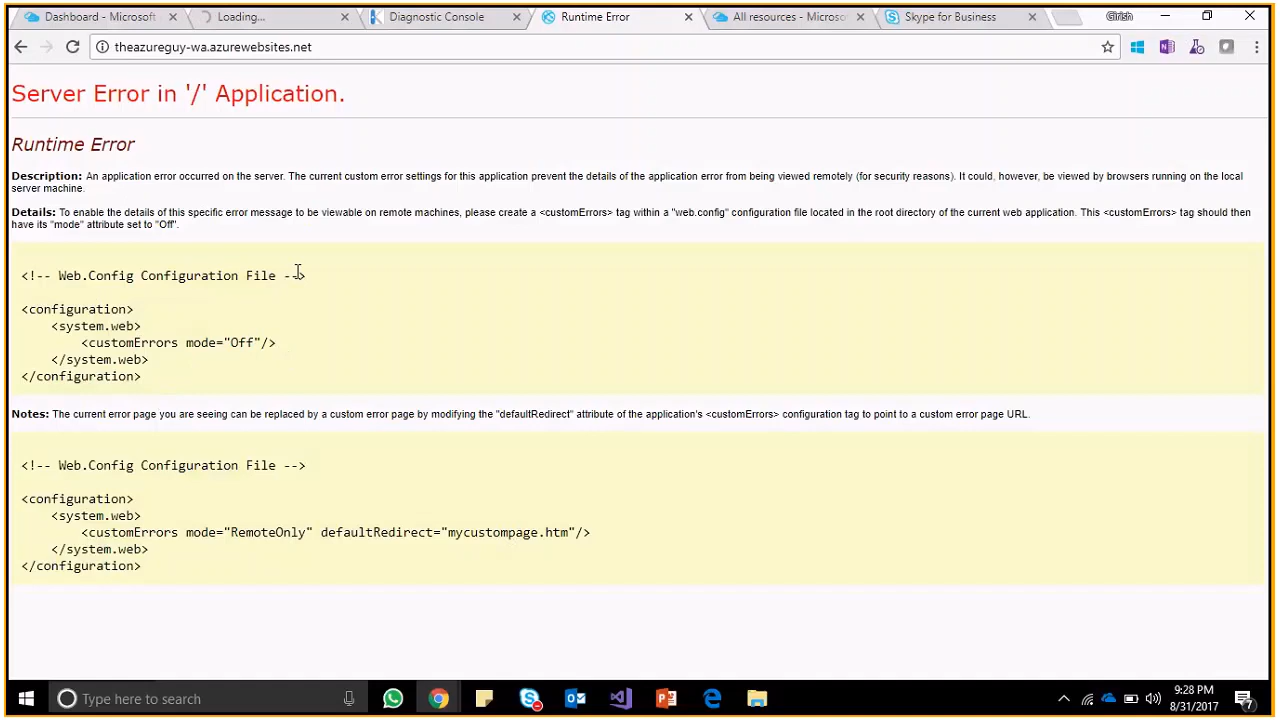 Dashboard - Microsoft
Loading...
Diagnostic Console
Runtime Error
All resources - Microso
Skype for Business
Girish
theazureguy-wa.azurewebsites.net
Server Error in '/' Application.
Runtime Error
Description: An application error occurred on the server. The current custom error settings for this application prevent the details of the application error from being viewed remotely (for security reasons). It could, however, be viewed by browsers running on the local
server machine.
Details: To enable the details of this specific error message to be viewable on remote machines, please create a <customErrors> tag within a "web.config" configuration file located in the root directory of the current web application. This <customErrors> tag should then
have its "mode" attribute set to "Off".
<!-- Web.Config Configuration File -->
<configuration>
    <system.web>
        <customErrors mode="Off"/>
    </system.web>
</configuration>
Notes: The current error page you are seeing can be replaced by a custom error page by modifying the "defaultRedirect" attribute of the application's <customErrors> configuration tag to point to a custom error page URL.
<!-- Web.Config Configuration File -->
<configuration>
    <system.web>
        <customErrors mode="RemoteOnly" defaultRedirect="mycustompage.htm"/>
    </system.web>
</configuration>
Type here to search
9:28 PM
8/31/2017
7